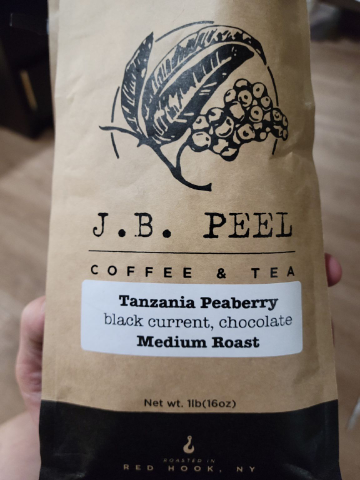 J.B. PEEL
COFFEE & TEA
Tanzania Peaberry
black current, chocolate
Medium Roast
Net wt. 1lb(16oz)
ROASTED IN
RED HOOK, NY